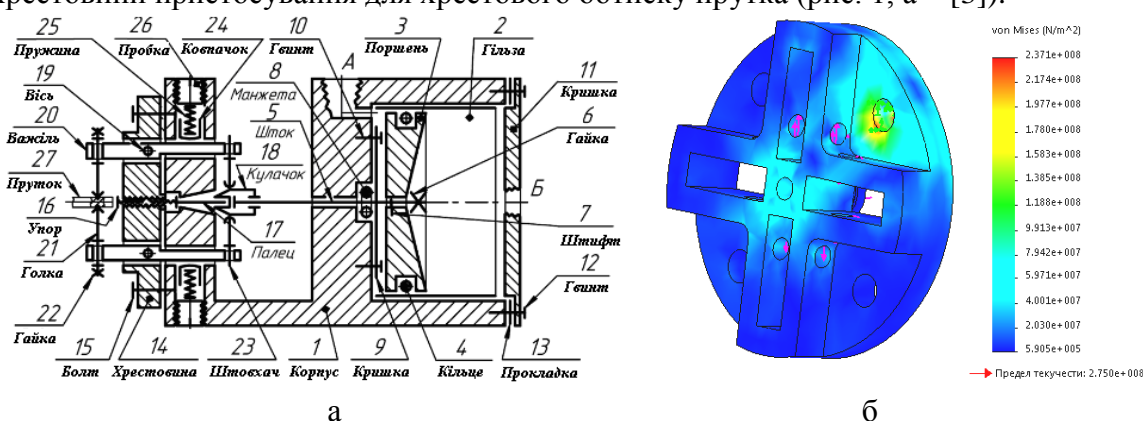 хрестовини пристосування для хрестового обтиску прутка (рис. 1, а – [3]).
25
Пружина
26
Пробка
24
Ковпачок
10
Гвинт
3
Поршень
2
Гільза
19
Вісь
20
Важіль
27
Пруток
16
Упор
21
Голка
22
Гайка
8
Манжета
5
Шток
18
Кулачок
17
Палец
А
Б
11
Кришка
6
Гайка
7
Штифт
12
Гвинт
15
Болт
14
Хрестовина
23
Штовхач
1
Корпус
9
Кришка
4
Кільце
13
Прокладка
а
von Mises (N/m^2)
2.371e+008
2.174e+008
1.977e+008
1.780e+008
1.583e+008
1.386e+008
1.188e+008
9.913e+007
7.942e+007
5.971e+007
4.001e+007
2.030e+007
5.905e+005
Предел текучести: 2.750e+008
б